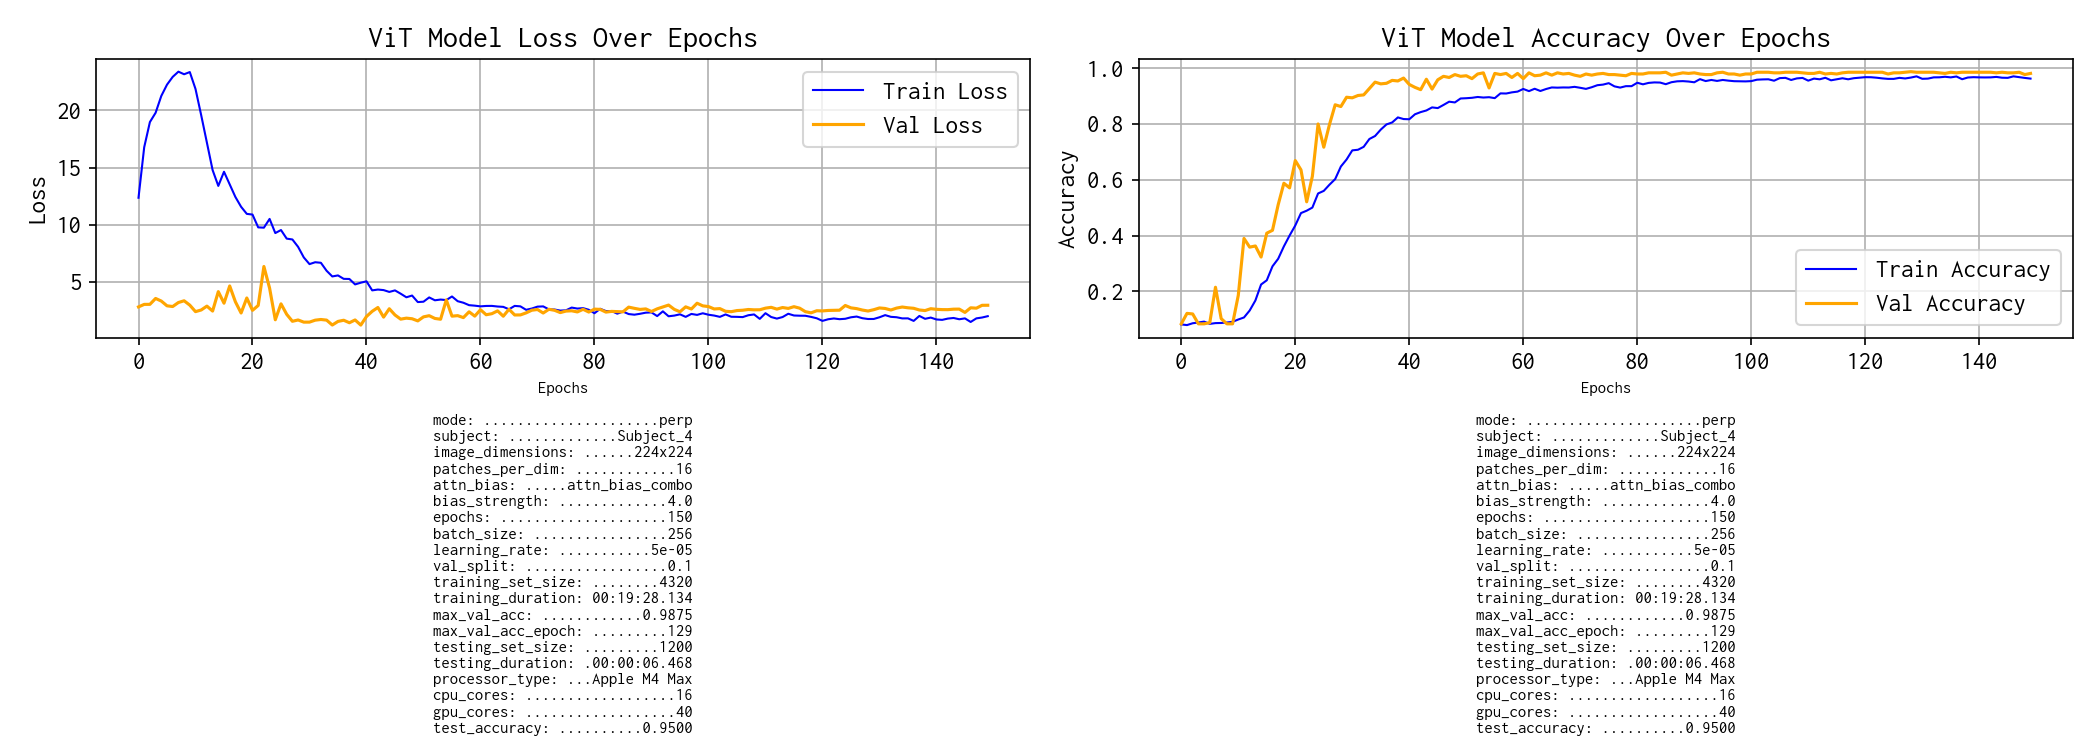 ViT Model Loss Over Epochs
Loss
20
15
10
5
Train Loss
Val Loss
0 20 40 60 80 100 120 140
Epochs
mode: .....................perp
subject: .............Subject_4
image_dimensions: ......224x224
patches_per_dim: ............16
attn_bias: .....attn_bias_combo
bias_strength: .............4.0
epochs: ....................150
batch_size: ................256
learning_rate: ...........5e-05
val_split: .................0.1
training_set_size: ........4320
training_duration: 00:19:28.134
max_val_acc: ............0.9875
max_val_acc_epoch: .........129
testing_set_size: .........1200
testing_duration: .00:00:06.468
processor_type: ...Apple M4 Max
cpu_cores: ..................16
gpu_cores: ..................40
test_accuracy: ..........0.9500
ViT Model Accuracy Over Epochs
Accuracy
1.0
0.8
0.6
0.4
0.2
Train Accuracy
Val Accuracy
0 20 40 60 80 100 120 140
Epochs
mode: .....................perp
subject: .............Subject_4
image_dimensions: ......224x224
patches_per_dim: ............16
attn_bias: .....attn_bias_combo
bias_strength: .............4.0
epochs: ....................150
batch_size: ................256
learning_rate: ...........5e-05
val_split: .................0.1
training_set_size: ........4320
training_duration: 00:19:28.134
max_val_acc: ............0.9875
max_val_acc_epoch: .........129
testing_set_size: .........1200
testing_duration: .00:00:06.468
processor_type: ...Apple M4 Max
cpu_cores: ..................16
gpu_cores: ..................40
test_accuracy: ..........0.9500